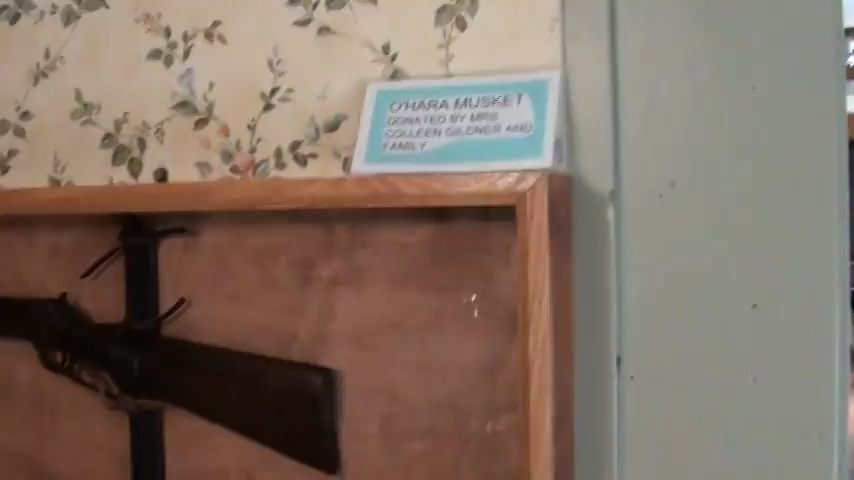 O'HARA MUSKET
DONATED BY MRS
COLLEEN GILDNER AND
FAMILY